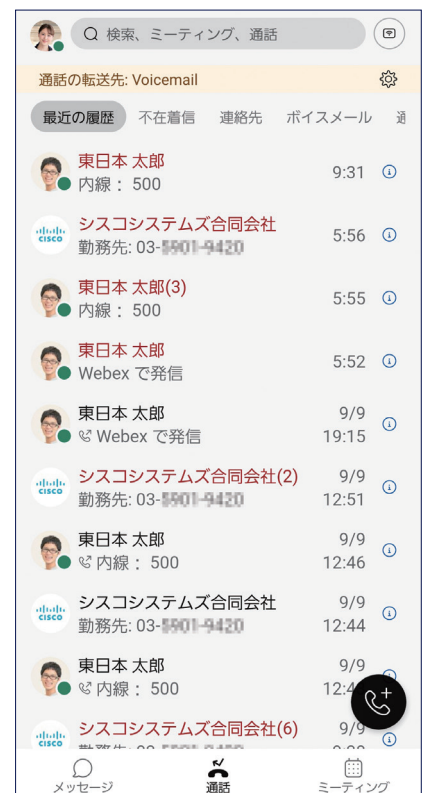 検索、ミーティング、通話
通話の転送先: Voicemail
最近の履歴 不在着信 連絡先 ボイスメール
東日本 太郎
内線： 500
9:31
シスコシステムズ合同会社
勤務先: 03-
5:56
東日本 太郎(3)
内線： 500
5:55
東日本 太郎
Webex で発信
5:52
東日本 太郎
Webex で発信
9/9
19:15
シスコシステムズ合同会社(2)
勤務先: 03-
9/9
12:51
東日本 太郎
内線： 500
9/9
12:46
シスコシステムズ合同会社
勤務先: 03-
9/9
12:44
東日本 太郎
内線： 500
9/9
シスコシステムズ合同会社(6)
9/9
CISCO
メッセージ 通話 ミーティング